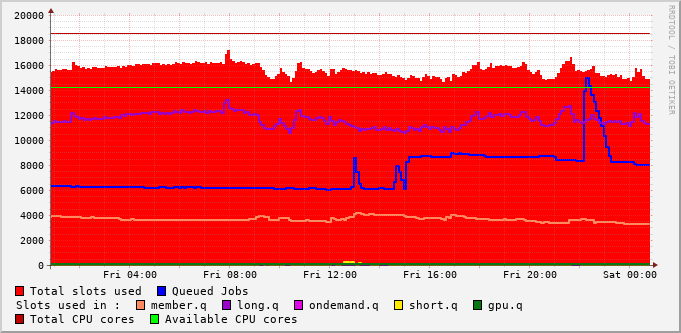 20000
18000
16000
14000
12000
10000
8000
6000
4000
2000
0
Fri 04:00 Fri 08:00 Fri 12:00 Fri 16:00 Fri 20:00 Sat 00:00
Total slots used Queued Jobs
Slots used in : member.q long.q ondemand.q short.q gpu.q
Total CPU cores Available CPU cores
RRDTOOL / TOBI OETIKER